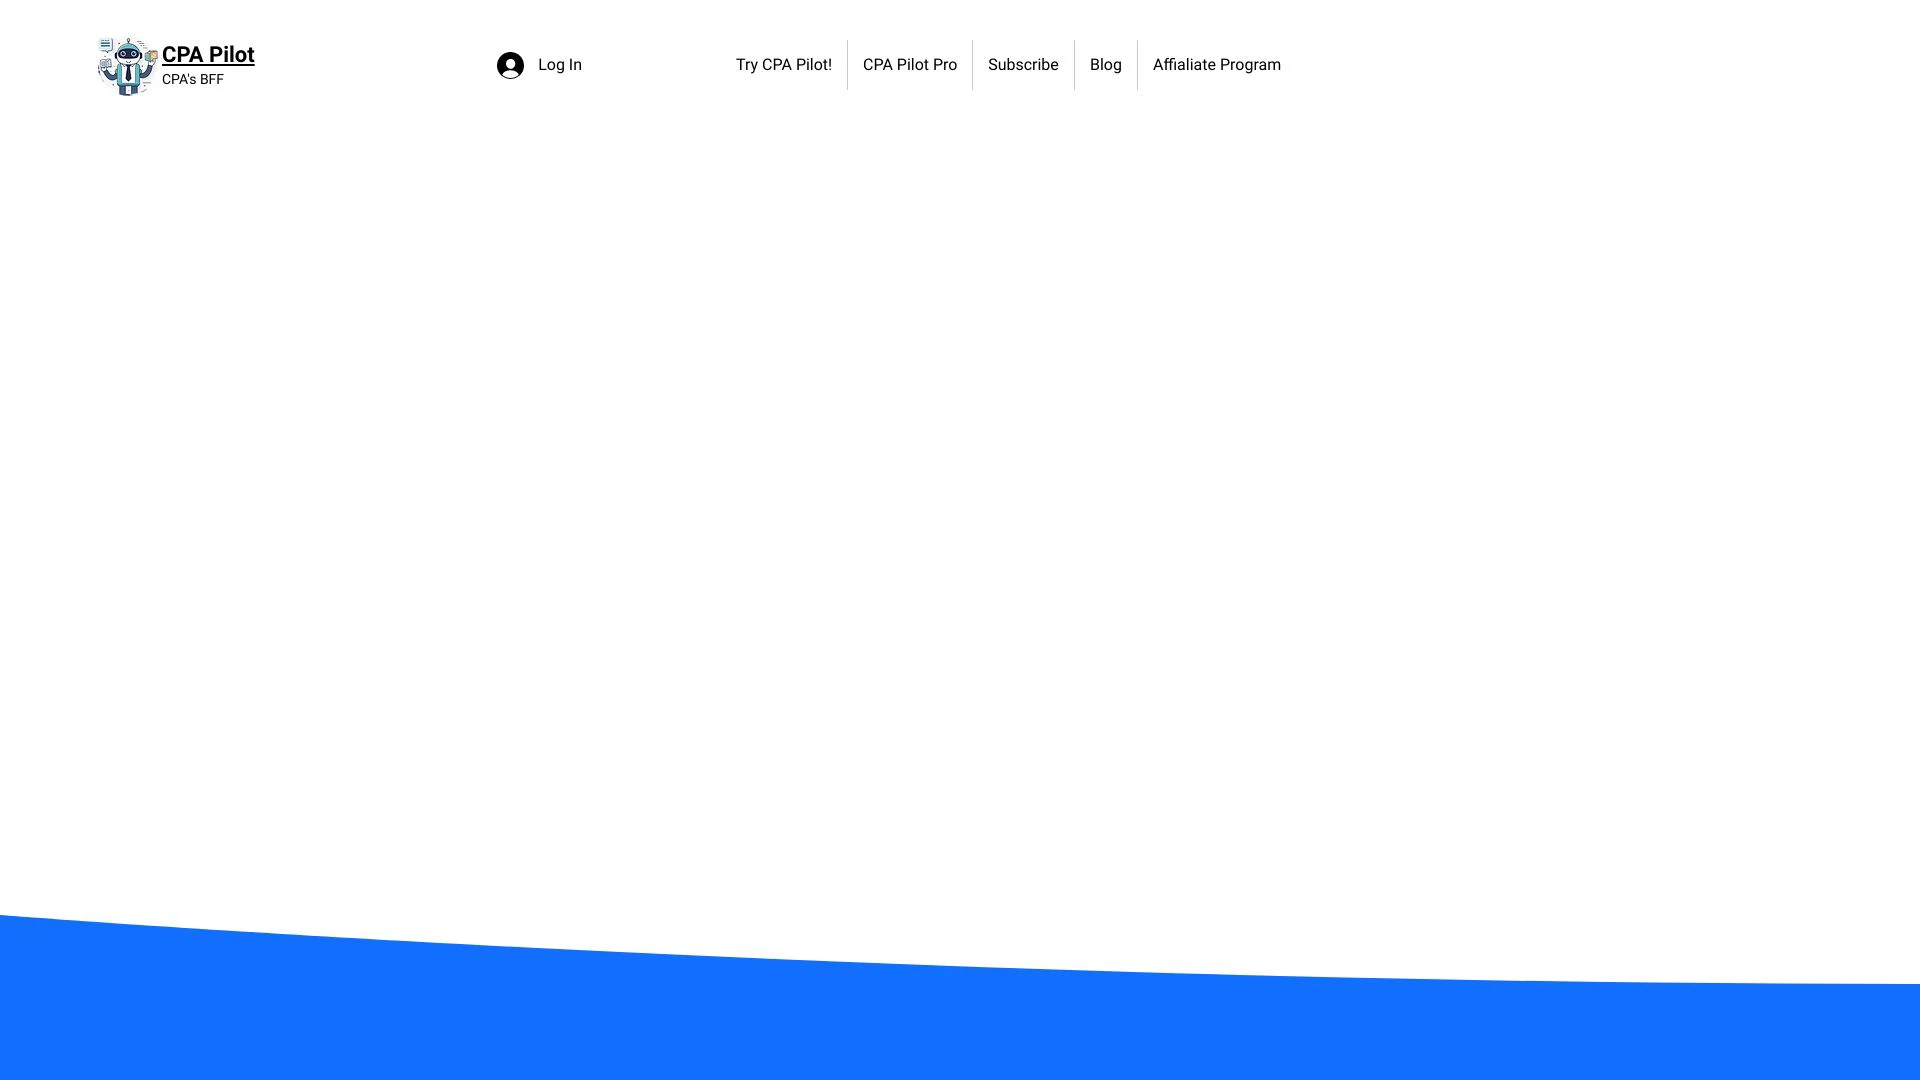 CPA Pilot
CPA's BFF
Log In
Try CPA Pilot!
CPA Pilot Pro
Subscribe
Blog
Affialiate Program